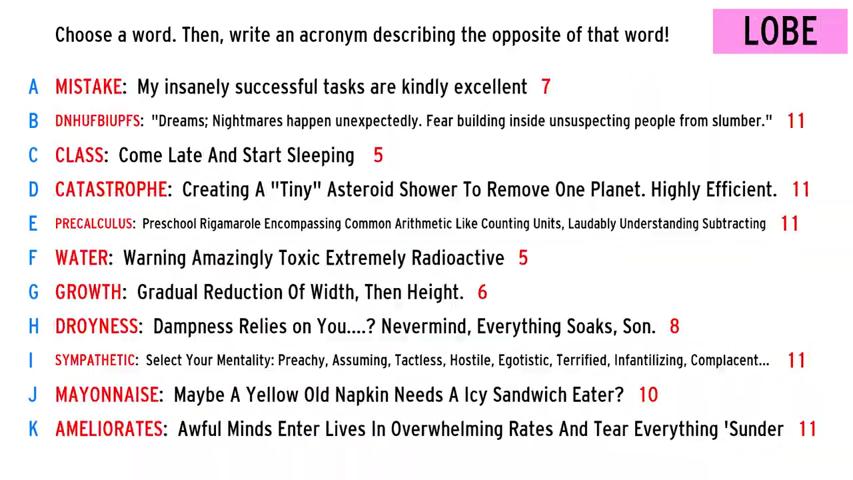 Choose a word. Then, write an acronym describing the opposite of that word!
LOBE
A MISTAKE: My insanely successful tasks are kindly excellent 7
B DNHUFBIUPFS: "Dreams; Nightmares happen unexpectedly. Fear building inside unsuspecting people from slumber." 11
C CLASS: Come Late And Start Sleeping 5
D CATASTROPHE: Creating A "Tiny" Asteroid Shower To Remove One Planet. Highly Efficient. 11
E PRECALCULUS: Preschool Rigamarole Encompassing Common Arithmetic Like Counting Units, Laudably Understanding Subtracting 11
F WATER: Warning Amazingly Toxic Extremely Radioactive 5
G GROWTH: Gradual Reduction Of Width, Then Height. 6
H DROYNESS: Dampness Relies on You....? Nevermind, Everything Soaks, Son. 8
I SYMPATHETIC: Select Your Mentality: Preachy, Assuming, Tactless, Hostile, Egotistic, Terrified, Infantilizing, Complacent... 11
J MAYONNAISE: Maybe A Yellow Old Napkin Needs A Icy Sandwich Eater? 10
K AMELIORATES: Awful Minds Enter Lives In Overwhelming Rates And Tear Everything 'Sunder 11